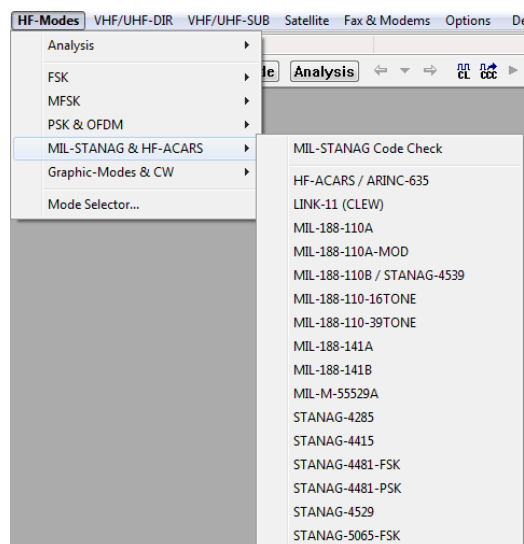 HF-Modes VHF/UHF-DIR VHF/UHF-SUB Satellite Fax & Modems Options
Analysis
FSK
MFSK
PSK & OFDM
MIL-STANAG & HF-ACARS
Graphic-Modes & CW
Mode Selector...
Analysis CL CCC
MIL-STANAG Code Check
HF-ACARS / ARINC-635
LINK-11 (CLEW)
MIL-188-110A
MIL-188-110A-MOD
MIL-188-110B / STANAG-4539
MIL-188-110-16TONE
MIL-188-110-39TONE
MIL-188-141A
MIL-188-141B
MIL-M-55529A
STANAG-4285
STANAG-4415
STANAG-4481-FSK
STANAG-4481-PSK
STANAG-4529
STANAG-5065-FSK